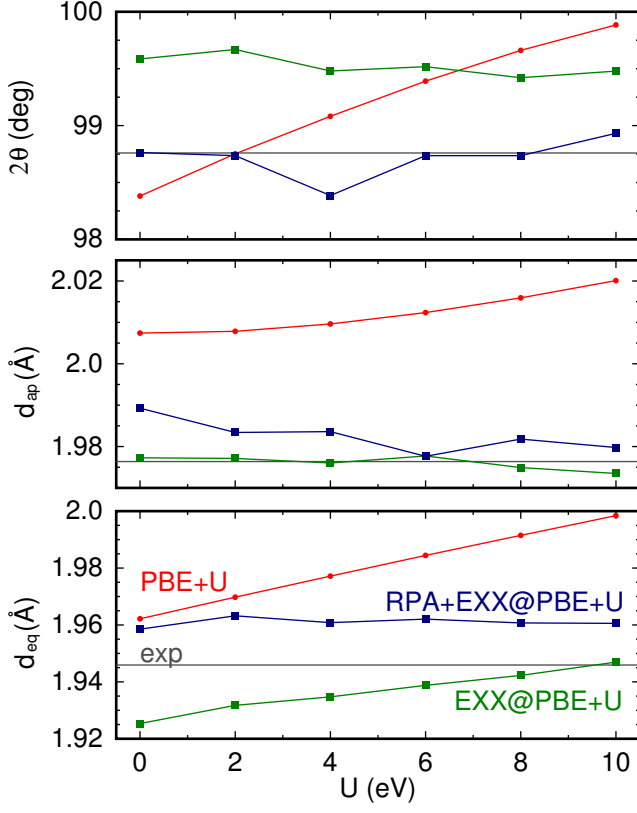 100
99
98
2θ (deg)
2.02
2.0
1.98
d_ap (Å)
2.0
1.98
1.96
1.94
1.92
d_eq (Å)
PBE+U
RPA+EXX@PBE+U
exp
EXX@PBE+U
0 2 4 6 8 10
U (eV)